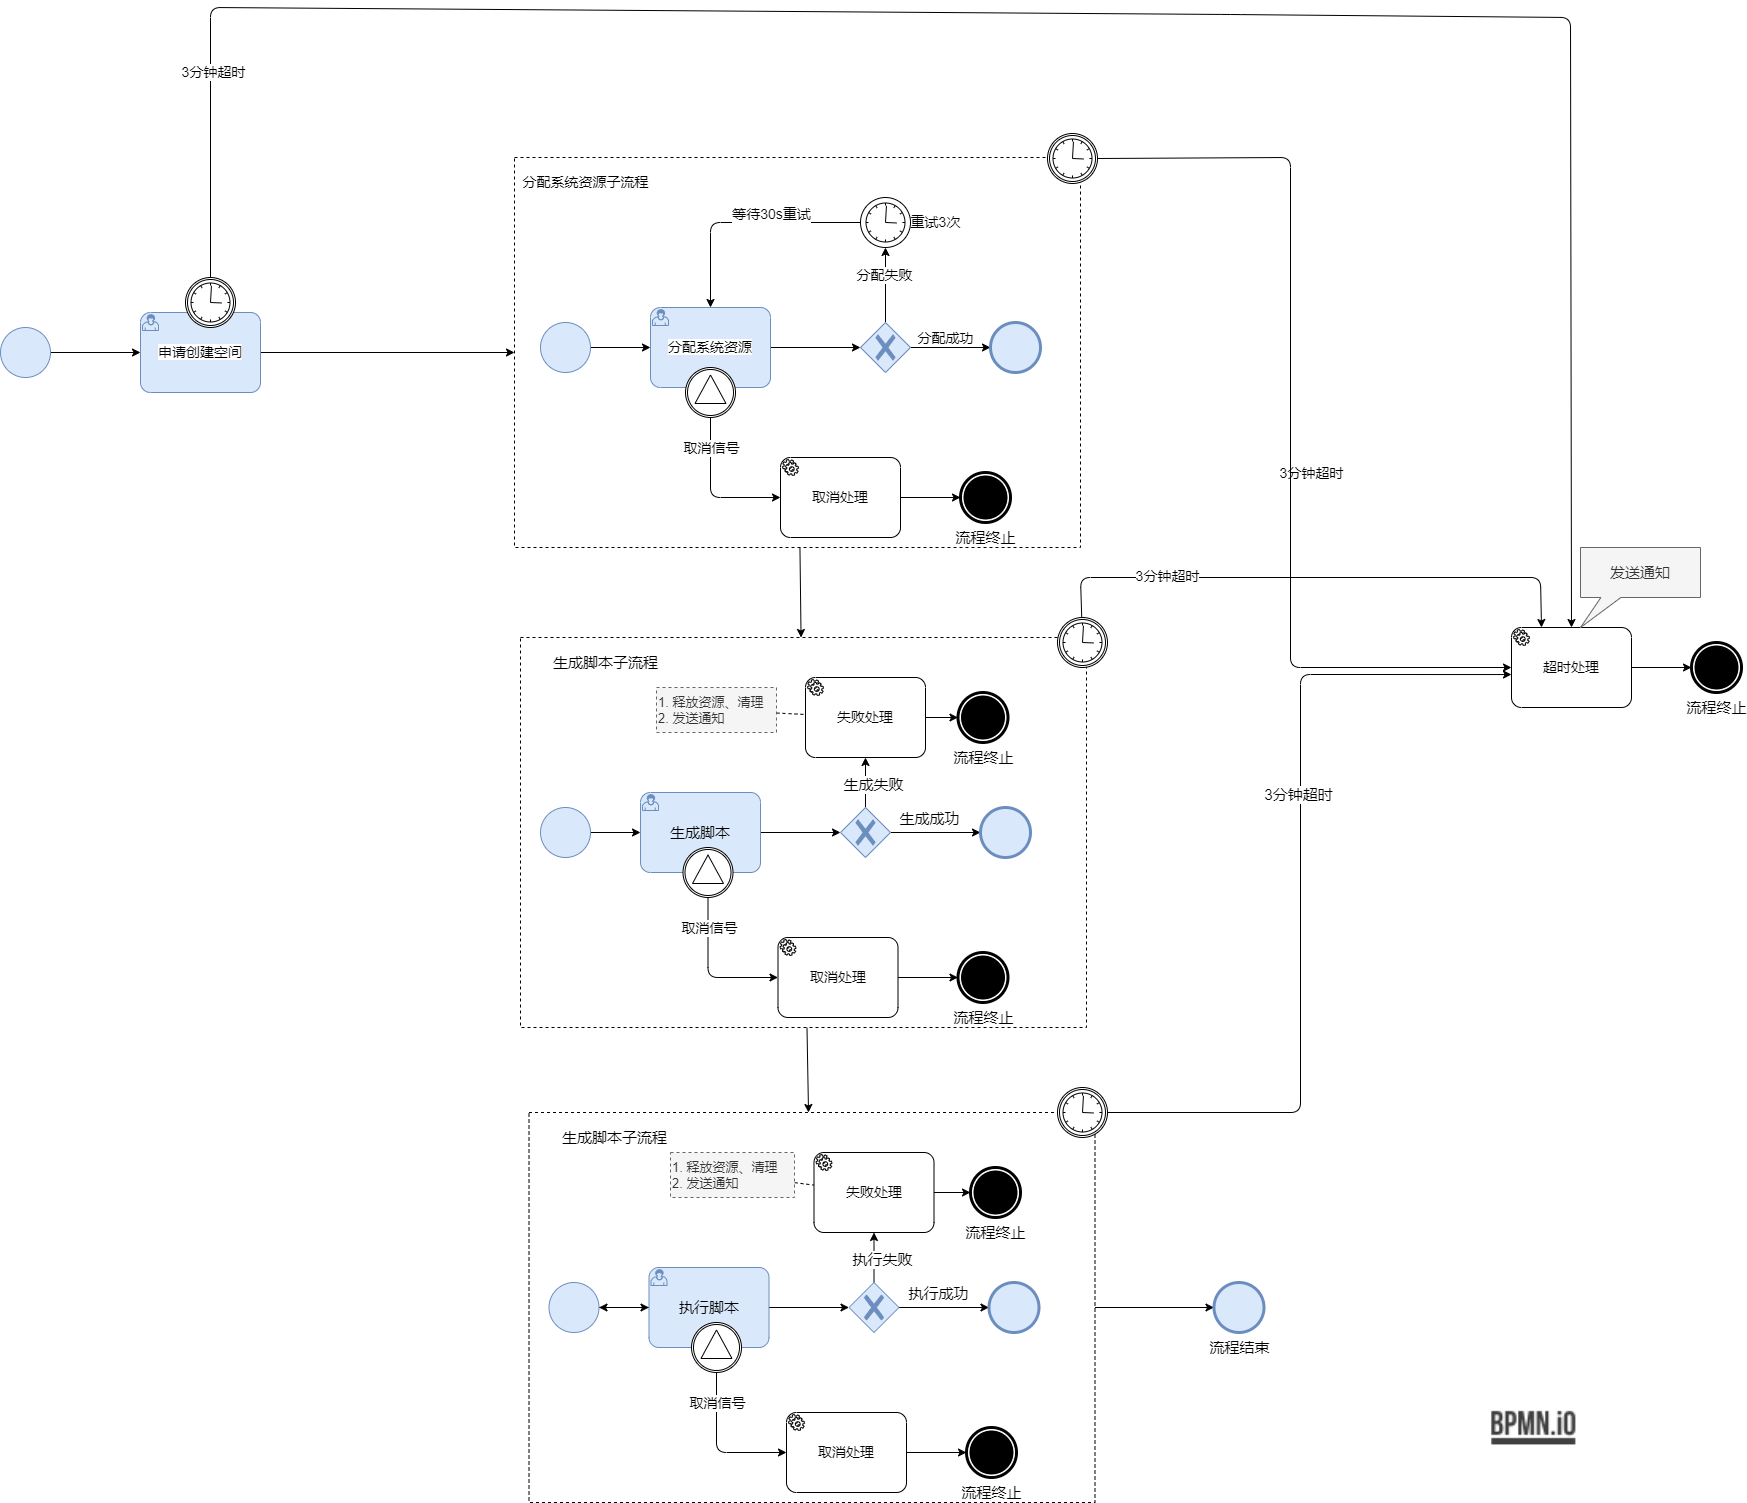 3分钟超时
分配系统资源子流程
等待30s重试
重试3次
分配失败
申请创建空间
分配系统资源
分配成功
取消信号
取消处理
流程终止
3分钟超时
3分钟超时
发送通知
超时处理
流程终止
生成脚本子流程
1. 释放资源、清理
2. 发送通知
失败处理
流程终止
生成失败
生成脚本
生成成功
3分钟超时
取消信号
取消处理
流程终止
生成脚本子流程
1. 释放资源、清理
2. 发送通知
失败处理
流程终止
执行失败
执行脚本
执行成功
流程结束
取消信号
取消处理
流程终止
BPMN.iO